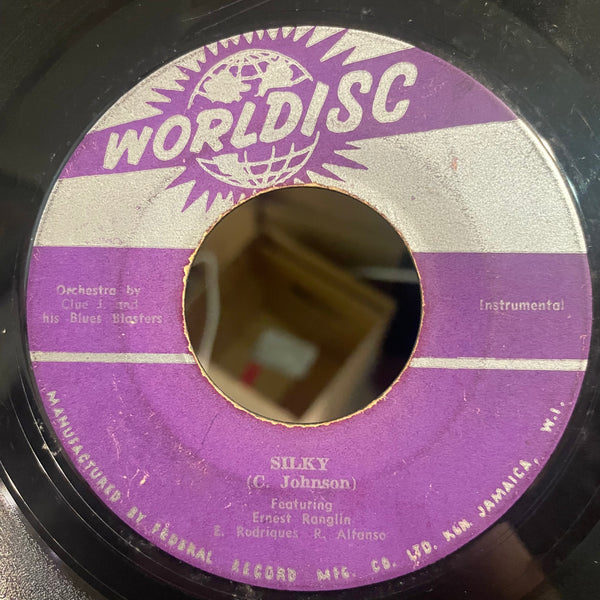 WORLDISC
Orchestra by
Clue J. and
his Blues Blasters
Instrumental
SILKY
(C. Johnson)
Featuring
Ernest Ranglin
E. Rodriques R. Alfanso
MANUFACTURED BY FEDERAL RECORD MFG. CO. LTD. KGN. JAMAICA, W.I.